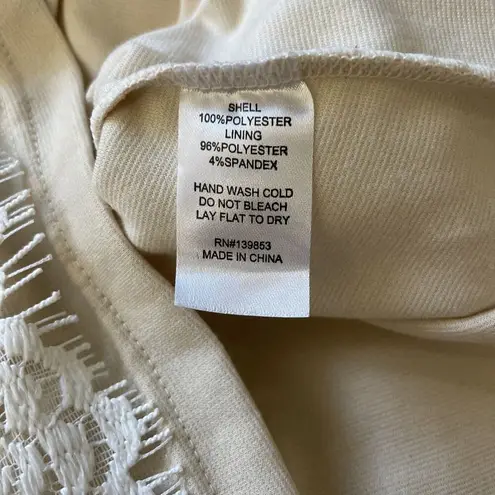 SHELL
100%POLYESTER
LINING
96%POLYESTER
4%SPANDEX
HAND WASH COLD
DO NOT BLEACH
LAY FLAT TO DRY
RN#139853
MADE IN CHINA